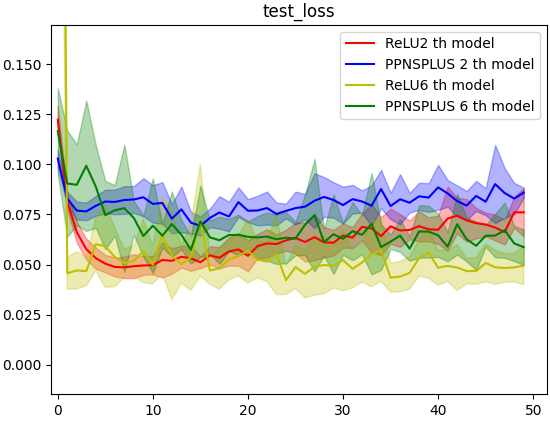 test_loss
ReLU2 th model
PPNSPLUS 2 th model
ReLU6 th model
PPNSPLUS 6 th model
0.150
0.125
0.100
0.075
0.050
0.025
0.000
0 10 20 30 40 50